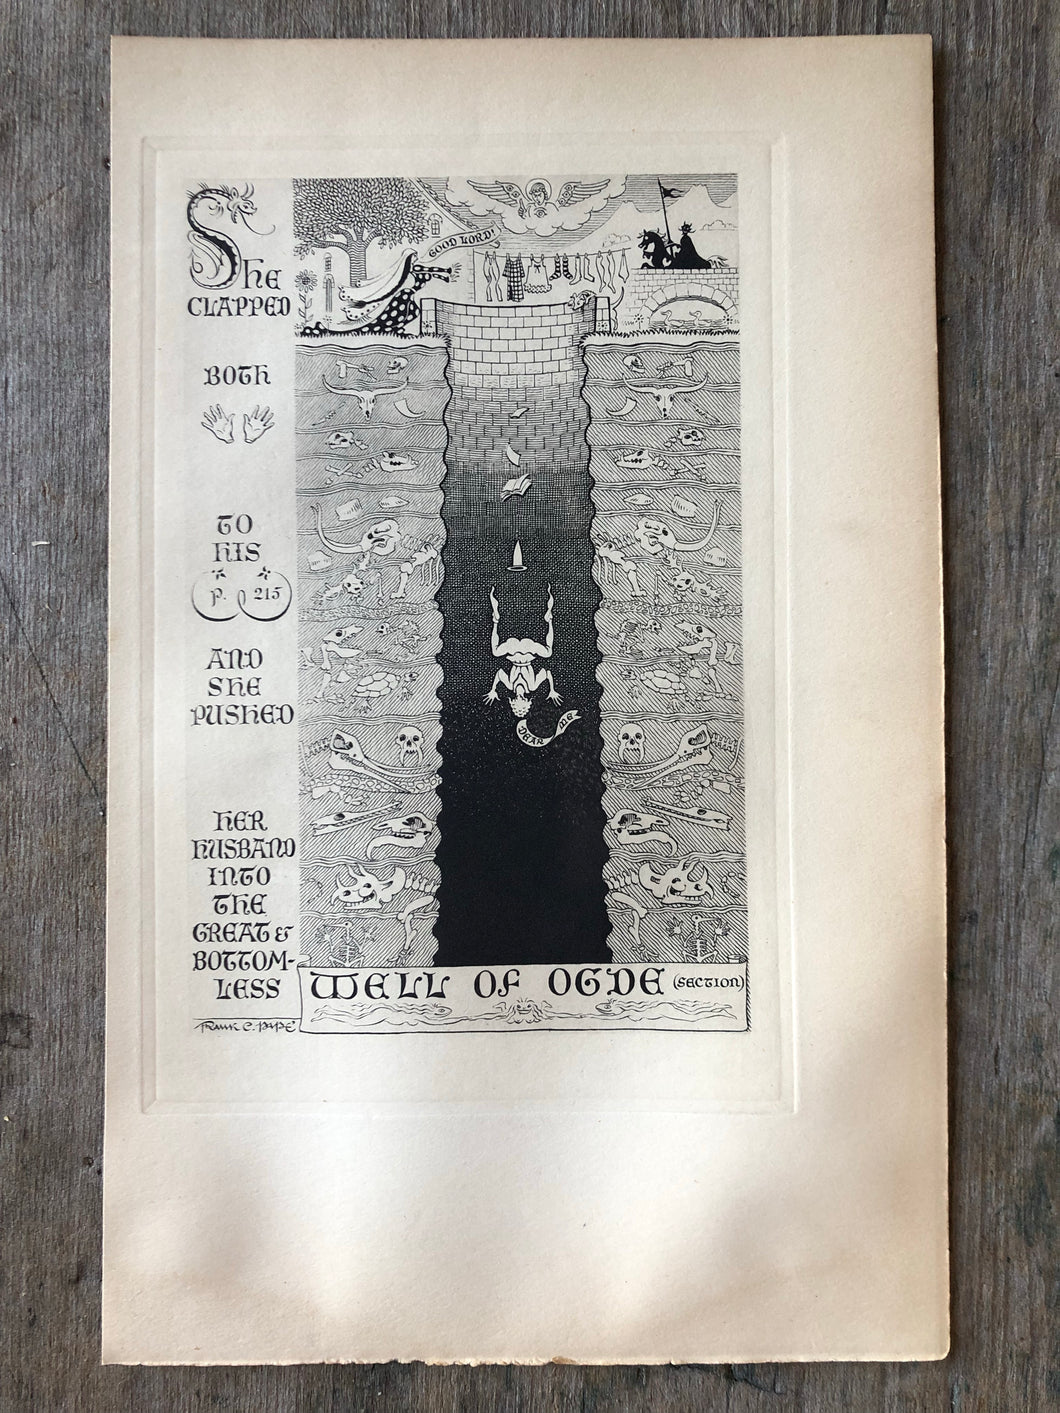 She
CLAPPED
BOTH
TO
HIS
P. 215
AND
SHE
PUSHED
HER
HUSBAND
INTO
THE
GREAT &
BOTTOM-
LESS
GOOD LORD!
DEAR ME
WELL OF OGDE (SECTION)
FRANK C. PAPÉ